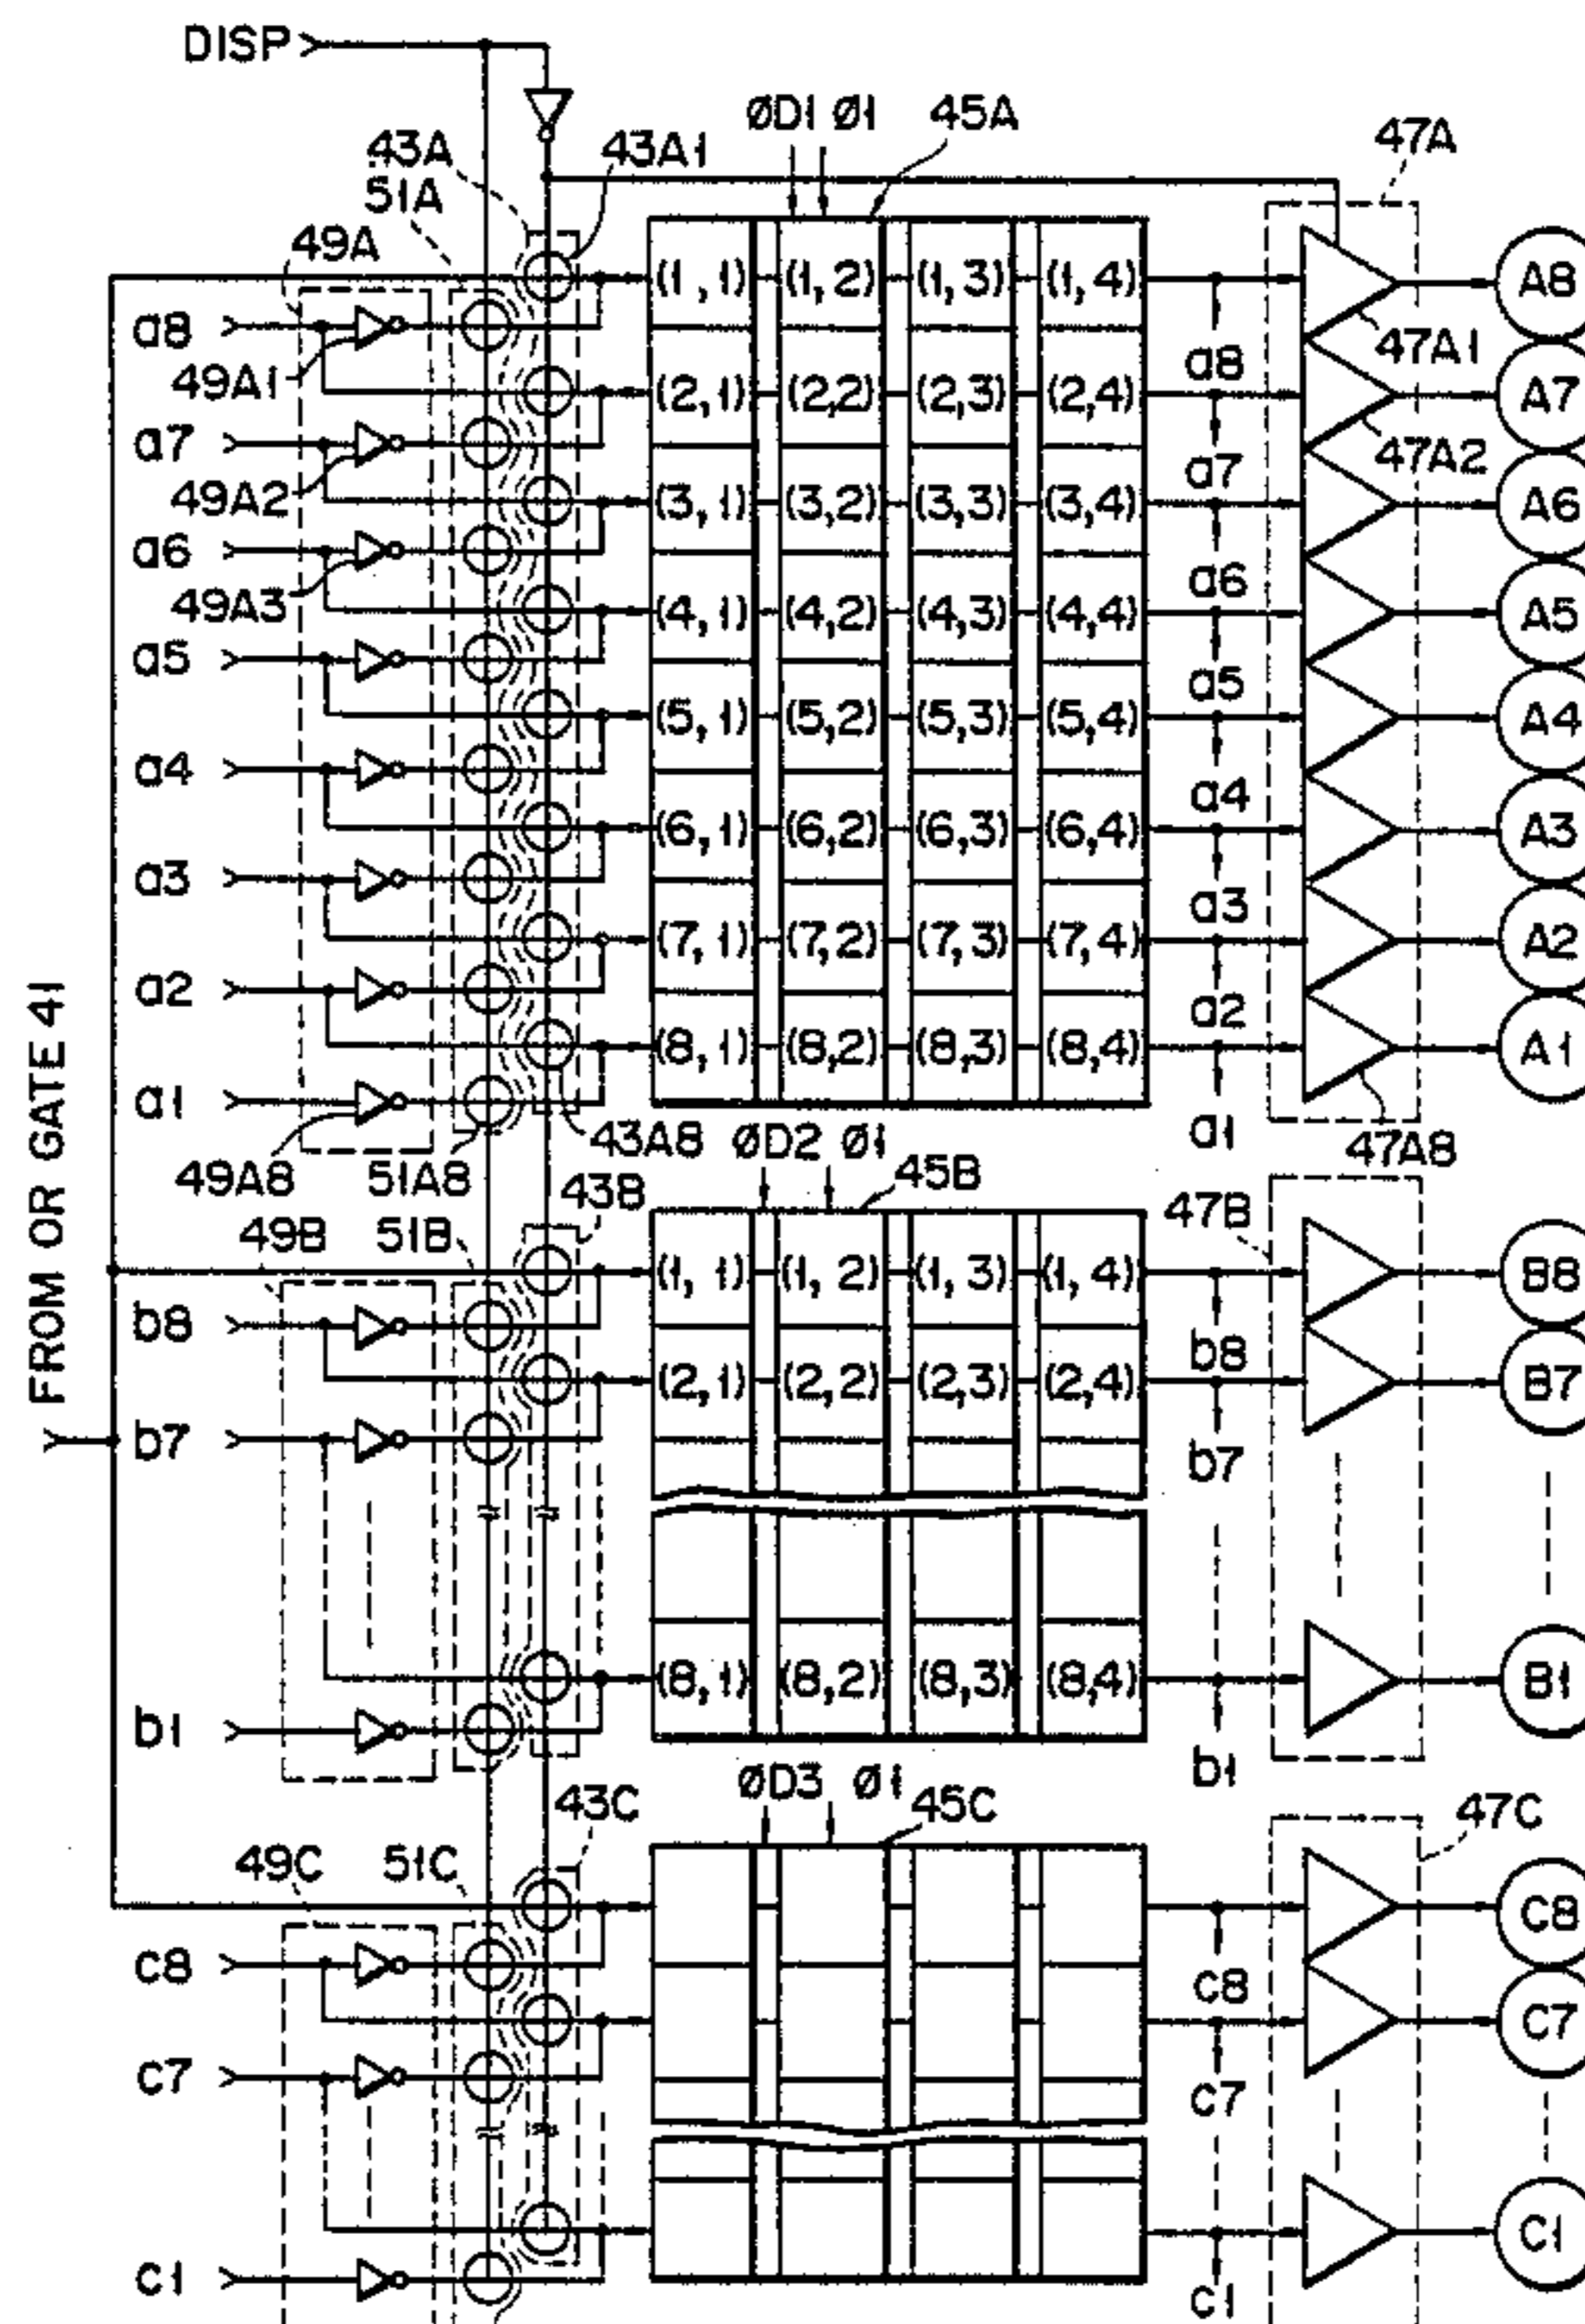 DISP
ØD1 Ø1 45A
47A
43A
43A1
51A
49A
(1,1) (1,2) (1,3) (1,4)
A8
a8
47A1
a8
49A1
(2,1) (2,2) (2,3) (2,4)
A7
a7
47A2
a7
49A2
(3,1) (3,2) (3,3) (3,4)
A6
a6
a6
49A3
(4,1) (4,2) (4,3) (4,4)
A5
a5
a5
(5,1) (5,2) (5,3) (5,4)
A4
a4
a4
(6,1) (6,2) (6,3) (6,4)
A3
a3
a3
(7,1) (7,2) (7,3) (7,4)
A2
a2
a2
(8,1) (8,2) (8,3) (8,4)
A1
a1
a1
49A8
51A8
43A8
47A8
FROM OR GATE 41
ØD2 Ø1 45B
43B
47B
49B
51B
(1,1) (1,2) (1,3) (1,4)
B8
b8
b8
(2,1) (2,2) (2,3) (2,4)
B7
b7
b7
(8,1) (8,2) (8,3) (8,4)
B1
b1
b1
ØD3 Ø1 45C
43C
47C
49C
51C
C8
c8
c8
C7
c7
c7
C1
c1
c1